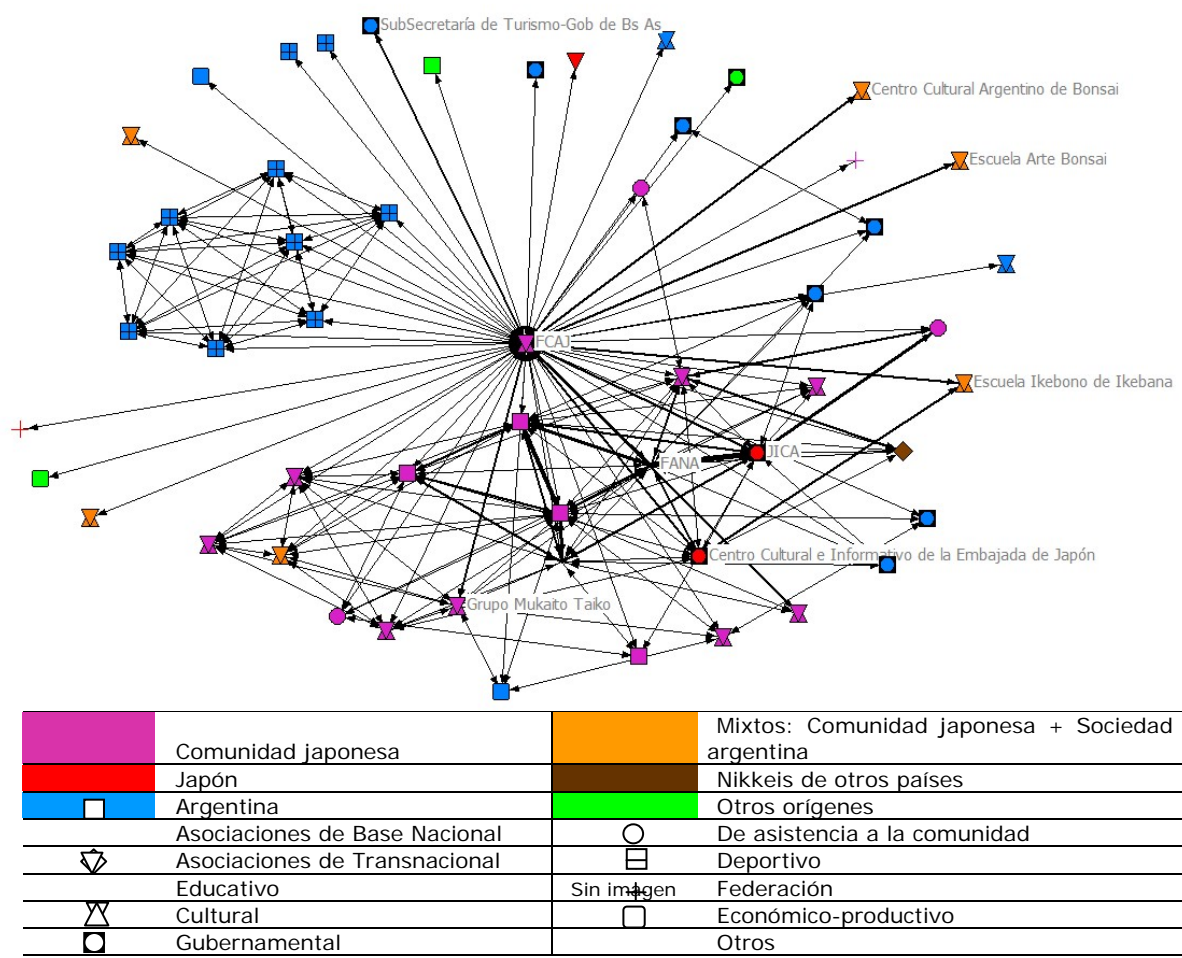 SubSecretaría de Turismo-Gob de Bs As
Centro Cultural Argentino de Bonsai
Escuela Arte Bonsai
FCAJ
Escuela Ikebono de Ikebana
JICA
FANA
Centro Cultural e Informativo de la Embajada de Japón
Grupo Mukaito Taiko
Comunidad japonesa
Mixtos: Comunidad japonesa + Sociedad
argentina
Japón
Nikkeis de otros países
Argentina
Otros orígenes
Asociaciones de Base Nacional
De asistencia a la comunidad
Asociaciones de Transnacional
Deportivo
Educativo
Sin imagen
Federación
Cultural
Económico-productivo
Gubernamental
Otros